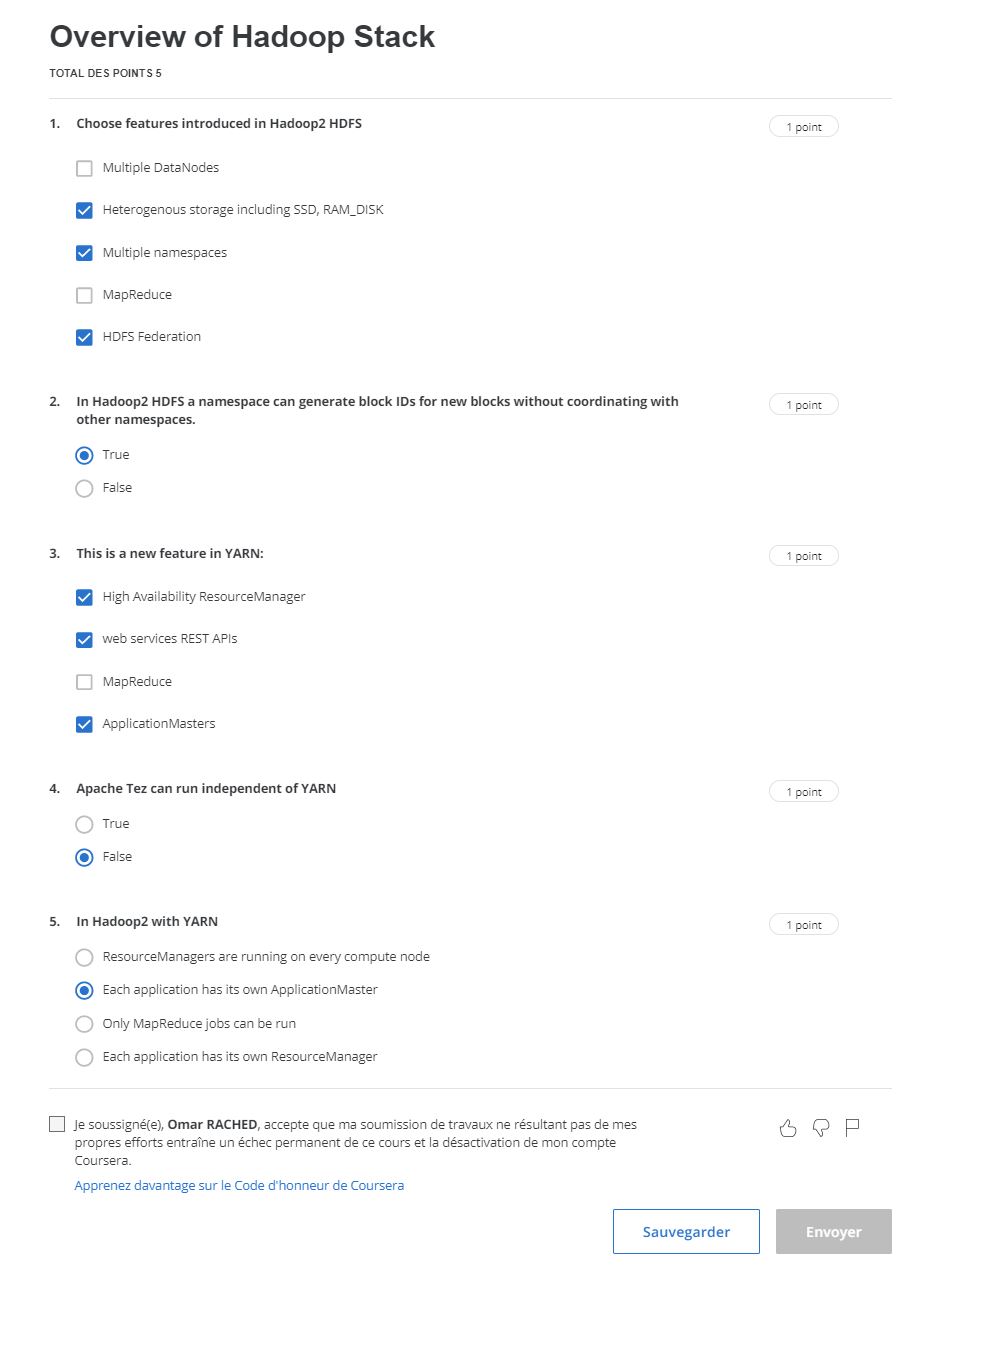 Overview of Hadoop Stack
TOTAL DES POINTS 5
1. Choose features introduced in Hadoop2 HDFS
1 point
Multiple DataNodes
Heterogenous storage including SSD, RAM_DISK
Multiple namespaces
MapReduce
HDFS Federation
2. In Hadoop2 HDFS a namespace can generate block IDs for new blocks without coordinating with
other namespaces.
1 point
True
False
3. This is a new feature in YARN:
1 point
High Availability ResourceManager
web services REST APIs
MapReduce
ApplicationMasters
4. Apache Tez can run independent of YARN
1 point
True
False
5. In Hadoop2 with YARN
1 point
ResourceManagers are running on every compute node
Each application has its own ApplicationMaster
Only MapReduce jobs can be run
Each application has its own ResourceManager
Je soussigné(e), Omar RACHED, accepte que ma soumission de travaux ne résultant pas de mes
propres efforts entraîne un échec permanent de ce cours et la désactivation de mon compte
Coursera.
Apprenez davantage sur le Code d'honneur de Coursera
Sauvegarder
Envoyer